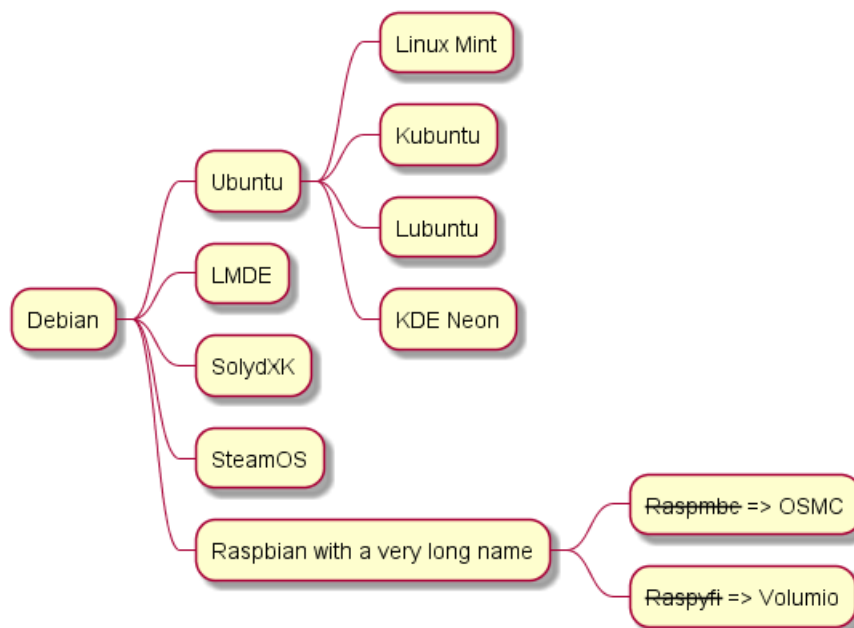 Debian
Ubuntu
Linux Mint
Kubuntu
Lubuntu
KDE Neon
LMDE
SolydXK
SteamOS
Raspbian with a very long name
Raspmbc => OSMC
Raspyfi => Volumio